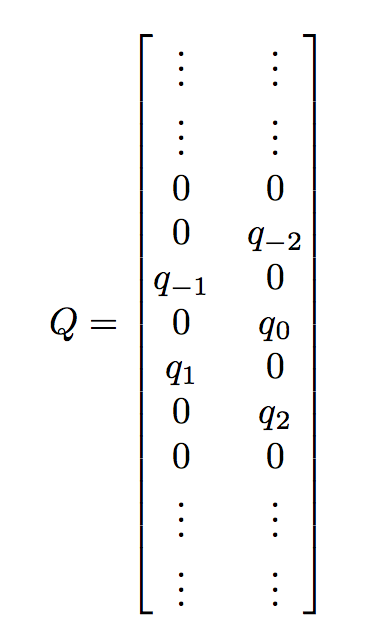 ⋮ ⋮
⋮ ⋮
0 0
0 q₋₂
q₋₁ 0
Q = 0 q₀
q₁ 0
0 q₂
0 0
⋮ ⋮
⋮ ⋮